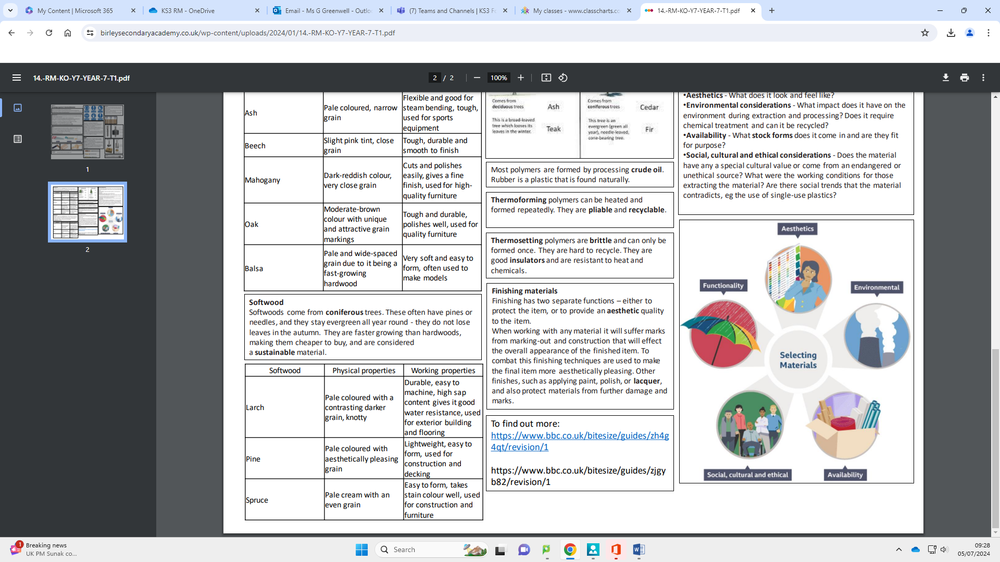 My Content | Microsoft 365
KS3 RM - OneDrive
Email - Ms G Greenwell - Outlo
(7) Teams and Channels | KS3 Fo
My classes - www.classcharts.co
14.-RM-KO-Y7-YEAR-7-T1.pdf
birleysecondaryacademy.co.uk/wp-content/uploads/2024/01/14.-RM-KO-Y7-YEAR-7-T1.pdf
14.-RM-KO-Y7-YEAR-7-T1.pdf
2 / 2
100%
1
2
Ash
Pale coloured, narrow
grain
Flexible and good for
steam bending, tough,
used for sports
equipment
Beech
Slight pink tint, close
grain
Tough, durable and
smooth to finish
Mahogany
Dark-reddish colour,
very close grain
Cuts and polishes
easily, gives a fine
finish, used for high-
quality furniture
Oak
Moderate-brown
colour with unique
and attractive grain
markings
Tough and durable,
polishes well, used for
quality furniture
Balsa
Pale and wide-spaced
grain due to it being a
fast-growing
hardwood
Very soft and easy to
form, often used to
make models
Softwood
Softwoods come from coniferous trees. These often have pines or
needles, and they stay evergreen all year round - they do not lose
leaves in the autumn. They are faster growing than hardwoods,
making them cheaper to buy, and are considered
a sustainable material.
Softwood
Physical properties
Working properties
Larch
Pale coloured with a
contrasting darker
grain, knotty
Durable, easy to
machine, high sap
content gives it good
water resistance, used
for exterior building
and flooring
Pine
Pale coloured with
aesthetically pleasing
grain
Lightweight, easy to
form, used for
construction and
decking
Spruce
Pale cream with an
even grain
Easy to form, takes
stain colour well, used
for construction and
furniture
Comes from
deciduous trees
Ash
This is a broad-leaved
tree which looses its
leaves in the winter.
Teak
Comes from
coniferous trees
Cedar
This tree is an
evergreen (green all
year), needle-leaved,
cone-bearing tree.
Fir
Most polymers are formed by processing crude oil.
Rubber is a plastic that is found naturally.
Thermoforming polymers can be heated and
formed repeatedly. They are pliable and recyclable.
Thermosetting polymers are brittle and can only be
formed once. They are hard to recycle. They are
good insulators and are resistant to heat and
chemicals.
Finishing materials
Finishing has two separate functions – either to
protect the item, or to provide an aesthetic quality
to the item.
When working with any material it will suffer marks
from marking-out and construction that will effect
the overall appearance of the finished item. To
combat this finishing techniques are used to make
the final item more aesthetically pleasing. Other
finishes, such as applying paint, polish, or lacquer,
and also protect materials from further damage and
marks.
To find out more:
https://www.bbc.co.uk/bitesize/guides/zh4g
4qt/revision/1
https://www.bbc.co.uk/bitesize/guides/zjgy
b82/revision/1
•Aesthetics - What does it look and feel like?
•Environmental considerations - What impact does it have on the
environment during extraction and processing? Does it require
chemical treatment and can it be recycled?
•Availability - What stock forms does it come in and are they fit
for purpose?
•Social, cultural and ethical considerations - Does the material
have any a special cultural value or come from an endangered or
unethical source? What were the working conditions for those
extracting the material? Are there social trends that the material
contradicts, eg the use of single-use plastics?
Aesthetics
Functionality
Environmental
Selecting
Materials
Social, cultural and ethical
Availability
1
Breaking news
UK PM Sunak co...
Search
09:28
05/07/2024